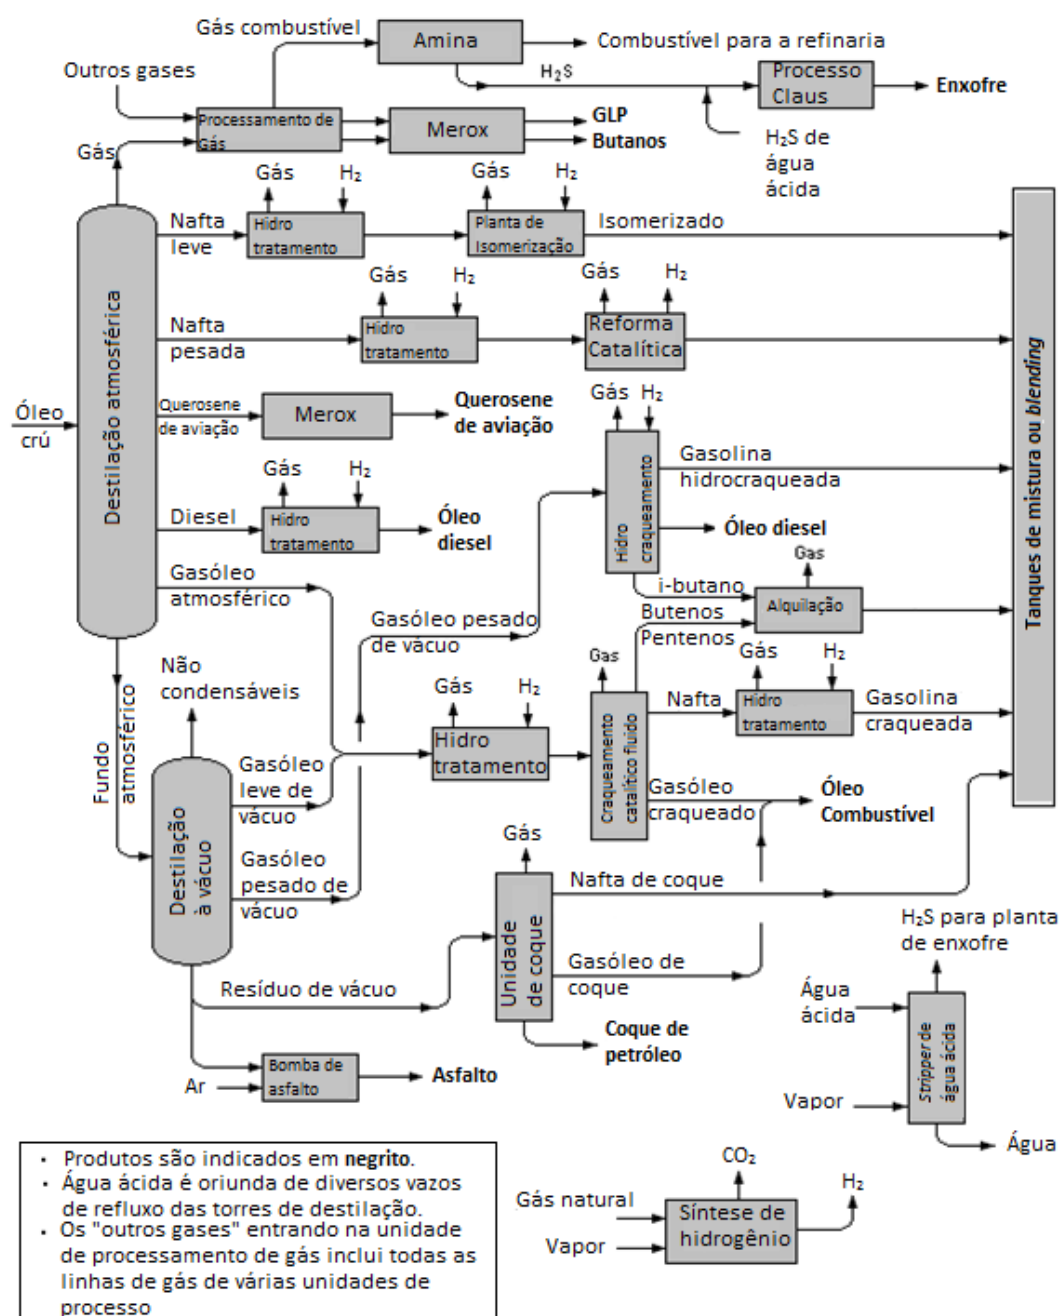 Gás combustível
Amina
Combustível para a refinaria
Outros gases
H₂S
Processo
Claus
Enxofre
Processamento de
Gás
Merox
GLP
Butanos
Gás
H₂S de
água
ácida
Gás
H₂
Gás
H₂
Nafta
leve
Hidro
tratamento
Planta de
Isomerização
Isomerizado
Gás
H₂
Gás
H₂
Nafta
pesada
Hidro
tratamento
Reforma
Catalítica
Destilação atmosférica
Óleo
crú
Querosene
de aviação
Merox
Querosene
de aviação
Gás
H₂
Gasolina
hidrocraqueada
Hidro
craqueamento
Óleo diesel
Gás
H₂
Diesel
Hidro
tratamento
Óleo
diesel
i-butano
Gas
Alquilação
Butenos
Pentenos
Gasóleo
atmosférico
Gasóleo pesado
de vácuo
Tanques de mistura ou blending
Não
condensáveis
Fundo
atmosférico
Gás
H₂
Hidro
tratamento
Gas
Craqueamento
catalítico fluido
Nafta
Gás
H₂
Hidro
tratamento
Gasolina
craqueada
Gasóleo
leve de
vácuo
Gasóleo
craqueado
Óleo
Combustível
Destilação
à vácuo
Gasóleo
pesado de
vácuo
Gás
Nafta de coque
Unidade
de coque
Resíduo de vácuo
Gasóleo de
coque
Coque de
petróleo
Ar
Bomba de
asfalto
Asfalto
H₂S para planta
de enxofre
Água
ácida
Stripper de
água ácida
Vapor
Água
CO₂
H₂
Gás natural
Vapor
Síntese de
hidrogênio
· Produtos são indicados em negrito.
· Água ácida é oriunda de diversos vazos
de refluxo das torres de destilação.
· Os "outros gases" entrando na unidade
de processamento de gás inclui todas as
linhas de gás de várias unidades de
processo